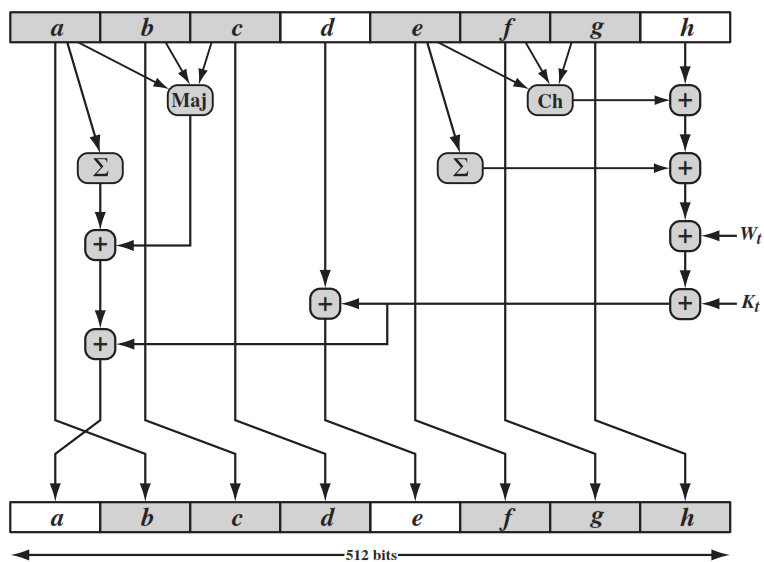 a b c d e f g h
Maj Ch +
Σ Σ +
+ W_t
+ + K_t
+
a b c d e f g h
512 bits